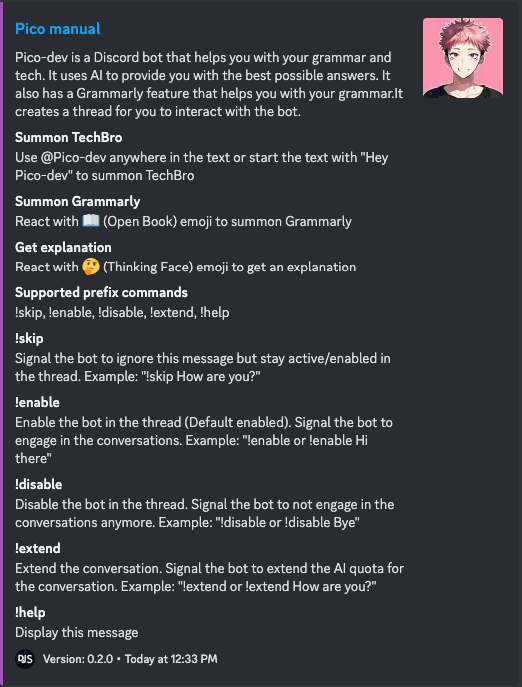 Pico manual
Pico-dev is a Discord bot that helps you with your grammar and
tech. It uses AI to provide you with the best possible answers. It
also has a Grammarly feature that helps you with your grammar.It
creates a thread for you to interact with the bot.
Summon TechBro
Use @Pico-dev anywhere in the text or start the text with "Hey
Pico-dev" to summon TechBro
Summon Grammarly
React with 📖 (Open Book) emoji to summon Grammarly
Get explanation
React with 🤔 (Thinking Face) emoji to get an explanation
Supported prefix commands
!skip, !enable, !disable, !extend, !help
!skip
Signal the bot to ignore this message but stay active/enabled in
the thread. Example: "!skip How are you?"
!enable
Enable the bot in the thread (Default enabled). Signal the bot to
engage in the conversations. Example: "!enable or !enable Hi
there"
!disable
Disable the bot in the thread. Signal the bot to not engage in the
conversations anymore. Example: "!disable or !disable Bye"
!extend
Extend the conversation. Signal the bot to extend the AI quota for
the conversation. Example: "!extend or !extend How are you?"
!help
Display this message
DJS Version: 0.2.0 • Today at 12:33 PM